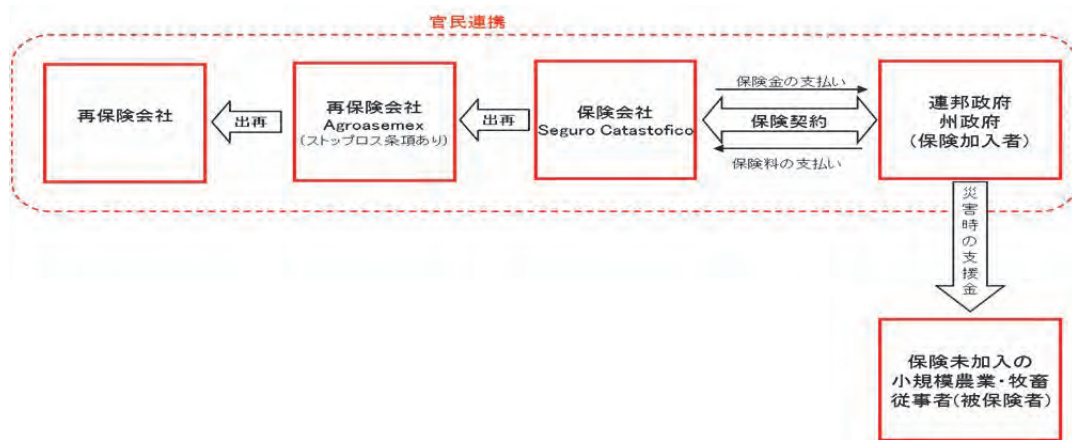 官民連携
再保険会社
出再
再保険会社
Agroasemex
(ストップロス条項あり)
出再
保険会社
Seguro Catastofico
保険金の支払い
保険契約
保険料の支払い
連邦政府
州政府
(保険加入者)
災害時の支援金
保険未加入の
小規模農業・牧畜
従事者(被保険者)